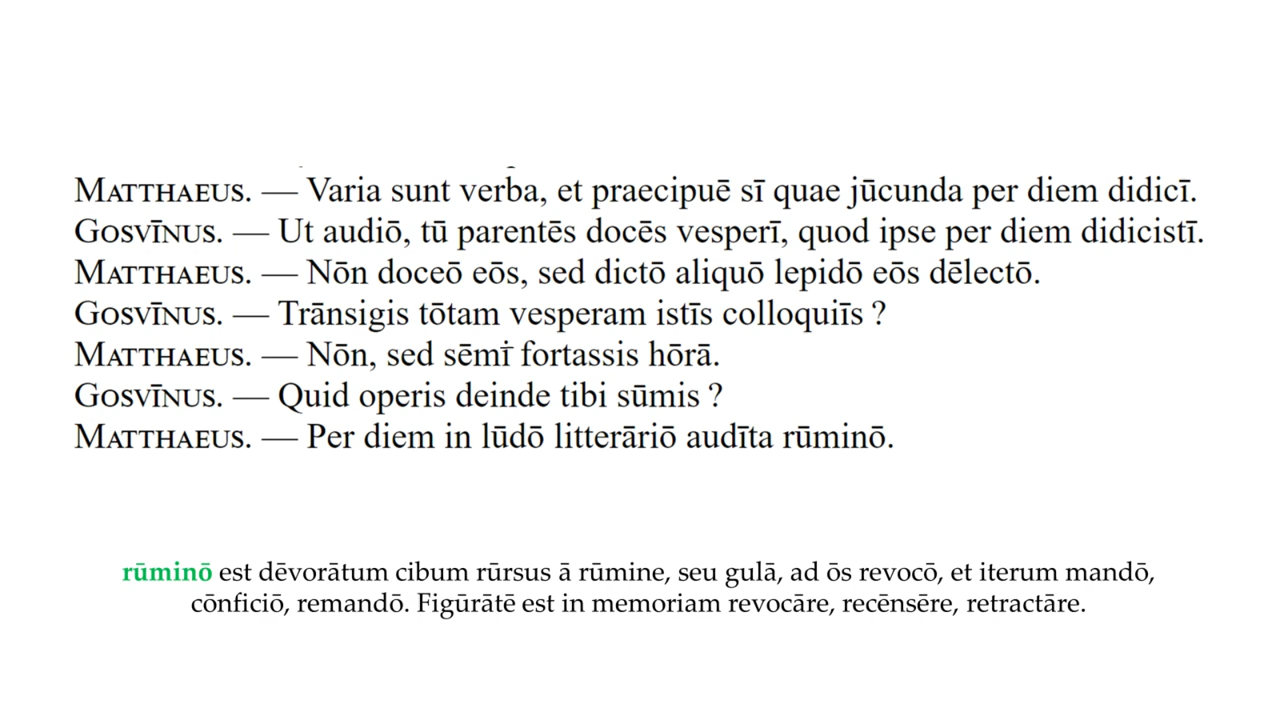 MATTHAEUS. — Varia sunt verba, et praecipuē sī quae jūcunda per diem didicī.
GOSVĪNUS. — Ut audiō, tū parentēs docēs vesperī, quod ipse per diem didicistī.
MATTHAEUS. — Nōn doceō eōs, sed dictō aliquō lepidō eōs dēlectō.
GOSVĪNUS. — Trānsigis tōtam vesperam istīs colloquiīs ?
MATTHAEUS. — Nōn, sed sēmī fortassis hōrā.
GOSVĪNUS. — Quid operis deinde tibi sūmis ?
MATTHAEUS. — Per diem in lūdō litterāriō audīta rūminō.
rūminō est dēvorātum cibum rūrsus ā rūmine, seu gulā, ad ōs revocō, et iterum mandō,
cōnficiō, remandō. Figūrātē est in memoriam revocāre, recēnsēre, retractāre.